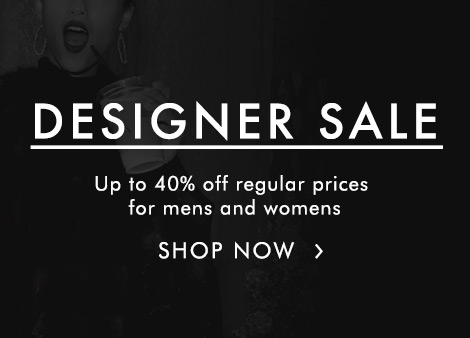 DESIGNER SALE
Up to 40% off regular prices
for mens and womens
SHOP NOW >